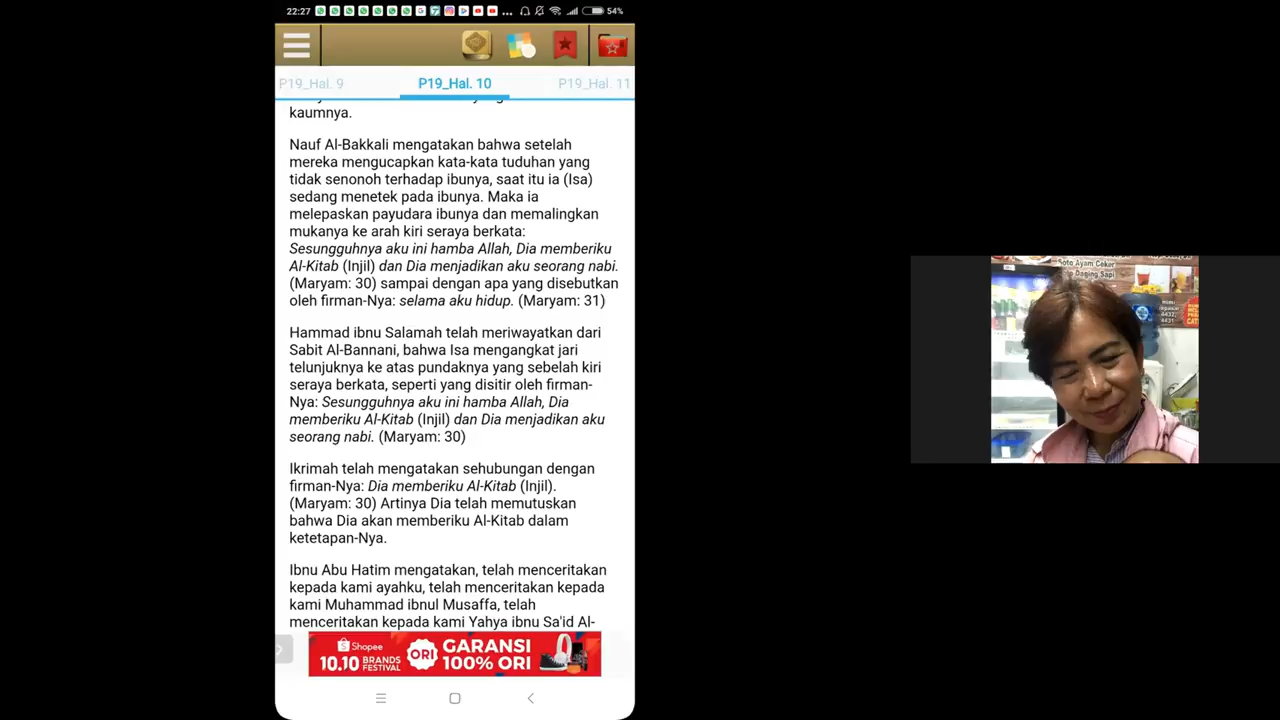 22:27
54%
P19_Hal. 9
P19_Hal. 10
P19_Hal. 11
kaumnya.
Nauf Al-Bakkali mengatakan bahwa setelah
mereka mengucapkan kata-kata tuduhan yang
tidak senonoh terhadap ibunya, saat itu ia (Isa)
sedang menetek pada ibunya. Maka ia
melepaskan payudara ibunya dan memalingkan
mukanya ke arah kiri seraya berkata:
Sesungguhnya aku ini hamba Allah, Dia memberiku
Al-Kitab (Injil) dan Dia menjadikan aku seorang nabi.
(Maryam: 30) sampai dengan apa yang disebutkan
oleh firman-Nya: selama aku hidup. (Maryam: 31)
Hammad ibnu Salamah telah meriwayatkan dari
Sabit Al-Bannani, bahwa Isa mengangkat jari
telunjuknya ke atas pundaknya yang sebelah kiri
seraya berkata, seperti yang disitir oleh firman-
Nya: Sesungguhnya aku ini hamba Allah, Dia
memberiku Al-Kitab (Injil) dan Dia menjadikan aku
seorang nabi. (Maryam: 30)
Ikrimah telah mengatakan sehubungan dengan
firman-Nya: Dia memberiku Al-Kitab (Injil).
(Maryam: 30) Artinya Dia telah memutuskan
bahwa Dia akan memberiku Al-Kitab dalam
ketetapan-Nya.
Ibnu Abu Hatim mengatakan, telah menceritakan
kepada kami ayahku, telah menceritakan kepada
kami Muhammad ibnul Musaffa, telah
menceritakan kepada kami Yahya ibnu Sa'id Al-
Shopee
10.10 BRANDS FESTIVAL
ORI
GARANSI
100% ORI
Soto Ayam Ceker
Soto Daging Sapi